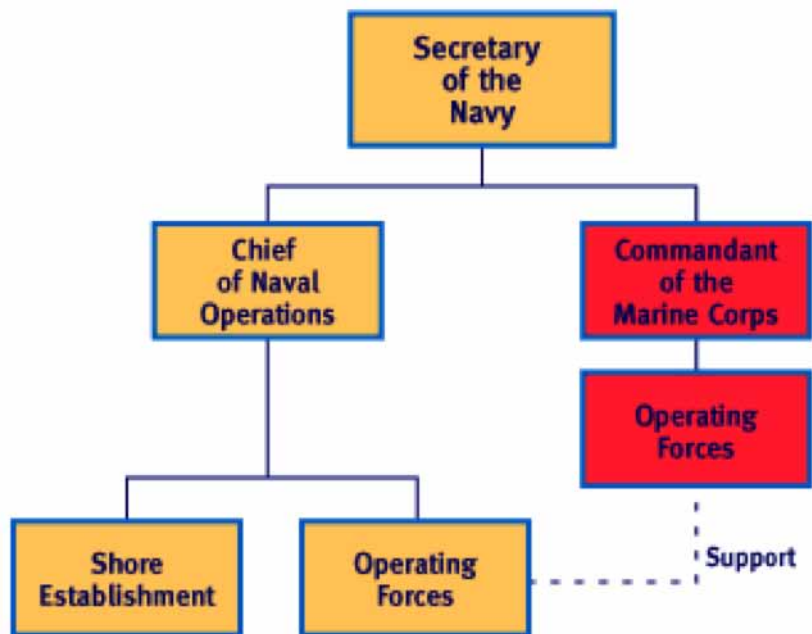 Secretary
of the
Navy
Chief
of Naval
Operations
Commandant
of the
Marine Corps
Operating
Forces
Shore
Establishment
Operating
Forces
Support